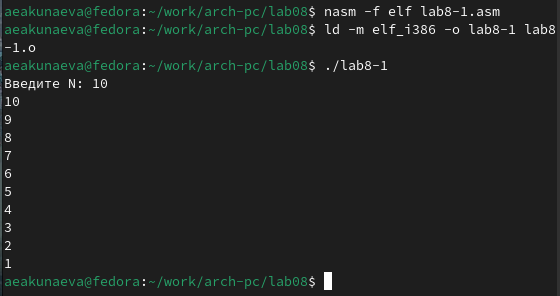 aeakunaeva@fedora:~/work/arch-pc/lab08$ nasm -f elf lab8-1.asm
aeakunaeva@fedora:~/work/arch-pc/lab08$ ld -m elf_i386 -o lab8-1 lab8
-1.o
aeakunaeva@fedora:~/work/arch-pc/lab08$ ./lab8-1
Введите N: 10
10
9
8
7
6
5
4
3
2
1
aeakunaeva@fedora:~/work/arch-pc/lab08$